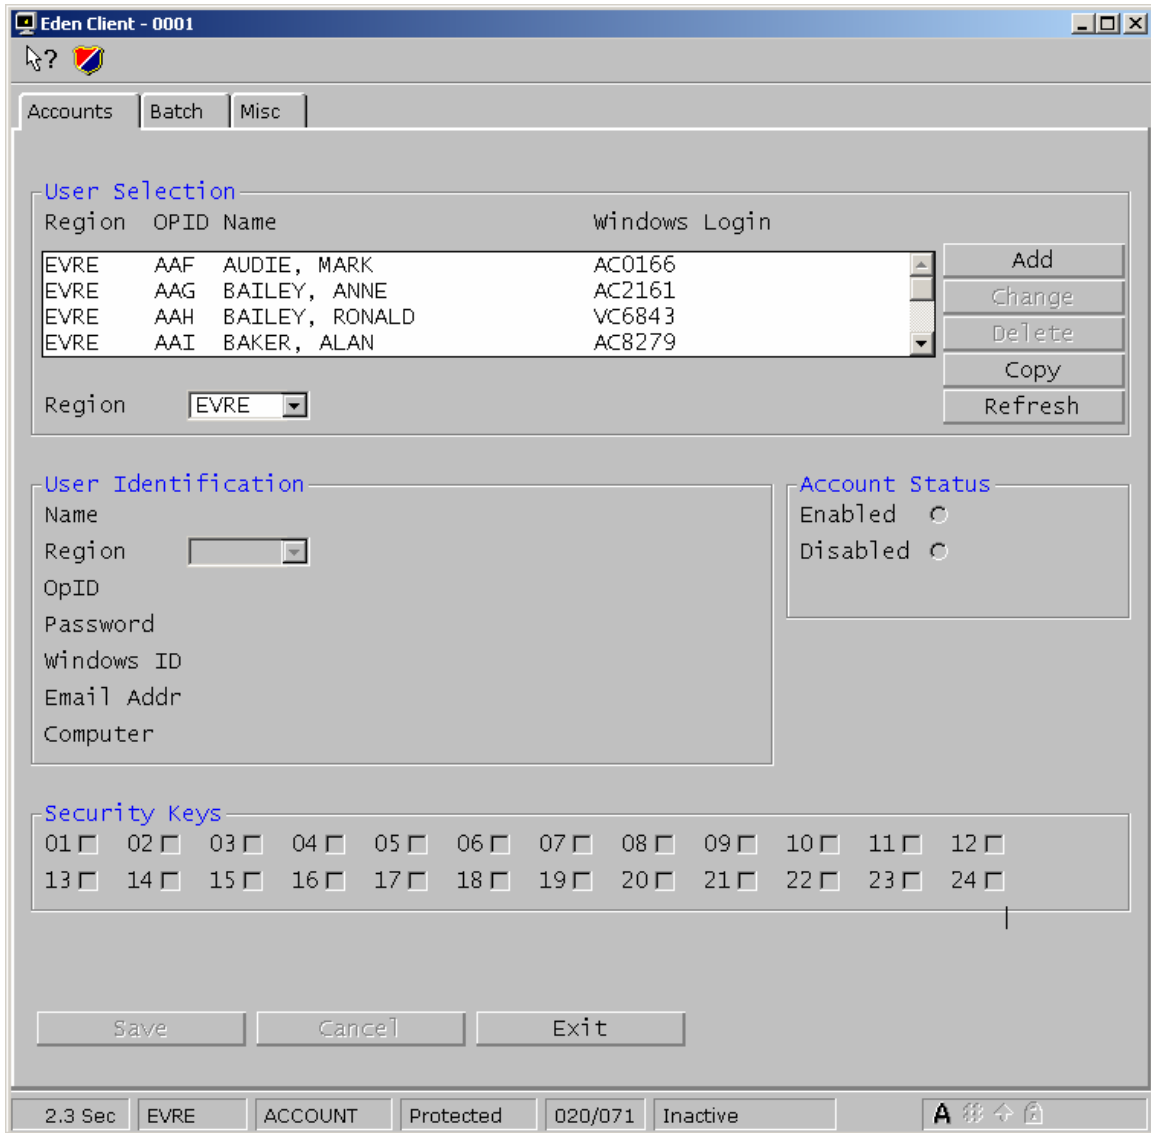 Eden Client - 0001
?
Accounts Batch Misc
User Selection
Region OPID Name Windows Login
EVRE AAF AUDIE, MARK AC0166
EVRE AAG BAILEY, ANNE AC2161
EVRE AAH BAILEY, RONALD VC6843
EVRE AAI BAKER, ALAN AC8279
Add
Change
Delete
Copy
Refresh
Region EVRE
User Identification
Name
Region
OpID
Password
Windows ID
Email Addr
Computer
Account Status
Enabled
Disabled
Security Keys
01 02 03 04 05 06 07 08 09 10 11 12
13 14 15 16 17 18 19 20 21 22 23 24
Save Cancel Exit
2.3 Sec EVRE ACCOUNT Protected 020/071 Inactive A